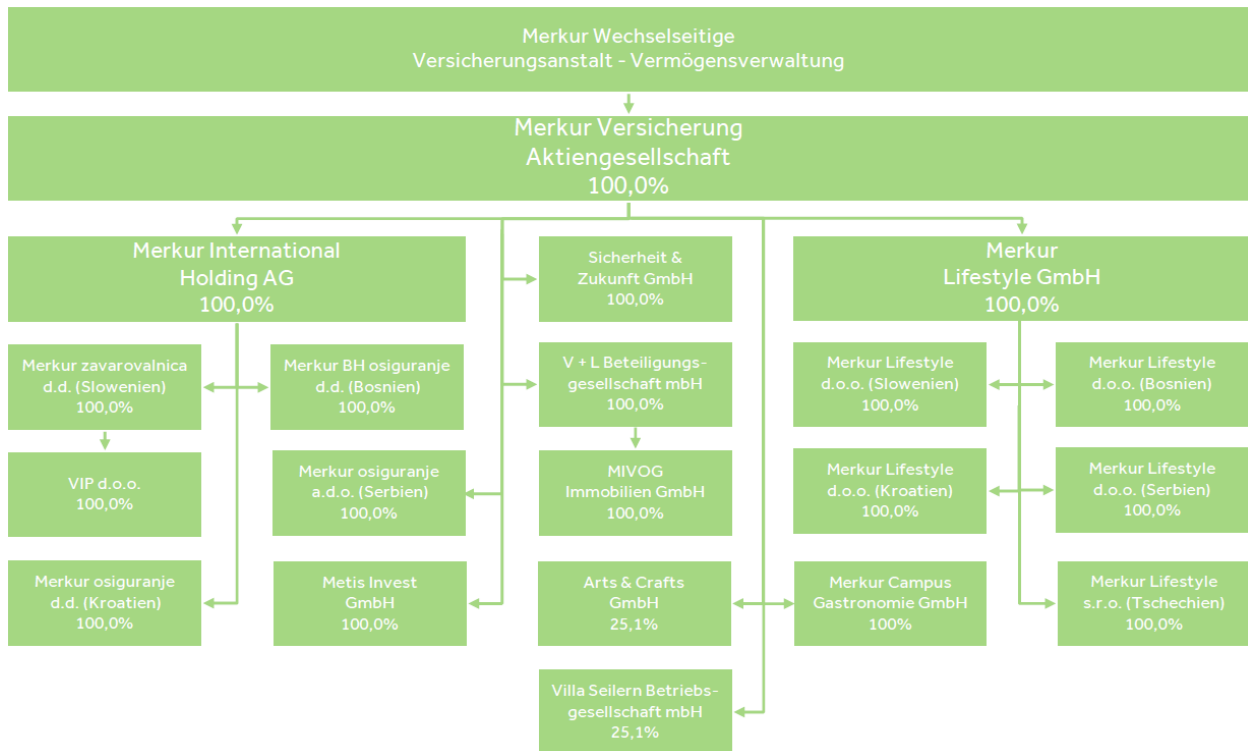 Merkur Wechselseitige
Versicherungsanstalt - Vermögensverwaltung
Merkur Versicherung
Aktiengesellschaft
100,0%
Merkur International
Holding AG
100,0%
Sicherheit &
Zukunft GmbH
100,0%
Merkur
Lifestyle GmbH
100,0%
Merkur zavarovalnica
d.d. (Slowenien)
100,0%
Merkur BH osiguranje
d.d. (Bosnien)
100,0%
V + L Beteiligungs-
gesellschaft mbH
100,0%
Merkur Lifestyle
d.o.o. (Slowenien)
100,0%
Merkur Lifestyle
d.o.o. (Bosnien)
100,0%
VIP d.o.o.
100,0%
Merkur osiguranje
a.d.o. (Serbien)
100,0%
MIVOG
Immobilien GmbH
100,0%
Merkur Lifestyle
d.o.o. (Kroatien)
100,0%
Merkur Lifestyle
d.o.o. (Serbien)
100,0%
Merkur osiguranje
d.d. (Kroatien)
100,0%
Metis Invest
GmbH
100,0%
Arts & Crafts
GmbH
25,1%
Merkur Campus
Gastronomie GmbH
100%
Merkur Lifestyle
s.r.o. (Tschechien)
100,0%
Villa Seilern Betriebs-
gesellschaft mbH
25,1%